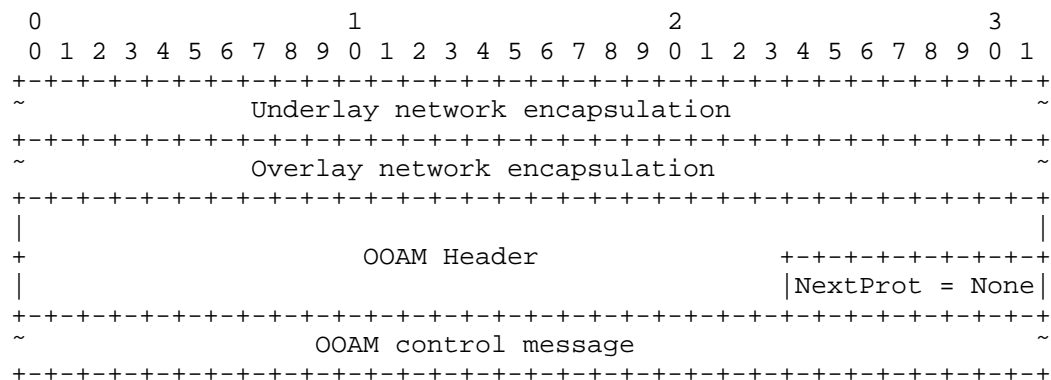 0                   1                   2                   3
 0 1 2 3 4 5 6 7 8 9 0 1 2 3 4 5 6 7 8 9 0 1 2 3 4 5 6 7 8 9 0 1
+-+-+-+-+-+-+-+-+-+-+-+-+-+-+-+-+-+-+-+-+-+-+-+-+-+-+-+-+-+-+-+-+
~              Underlay network encapsulation                   ~
+-+-+-+-+-+-+-+-+-+-+-+-+-+-+-+-+-+-+-+-+-+-+-+-+-+-+-+-+-+-+-+-+
~              Overlay network encapsulation                    ~
+-+-+-+-+-+-+-+-+-+-+-+-+-+-+-+-+-+-+-+-+-+-+-+-+-+-+-+-+-+-+-+-+
|                                                               |
+                     OOAM Header               +-+-+-+-+-+-+-+-+
|                                               |NextProt = None|
+-+-+-+-+-+-+-+-+-+-+-+-+-+-+-+-+-+-+-+-+-+-+-+-+-+-+-+-+-+-+-+-+
~                  OOAM control message                         ~
+-+-+-+-+-+-+-+-+-+-+-+-+-+-+-+-+-+-+-+-+-+-+-+-+-+-+-+-+-+-+-+-+